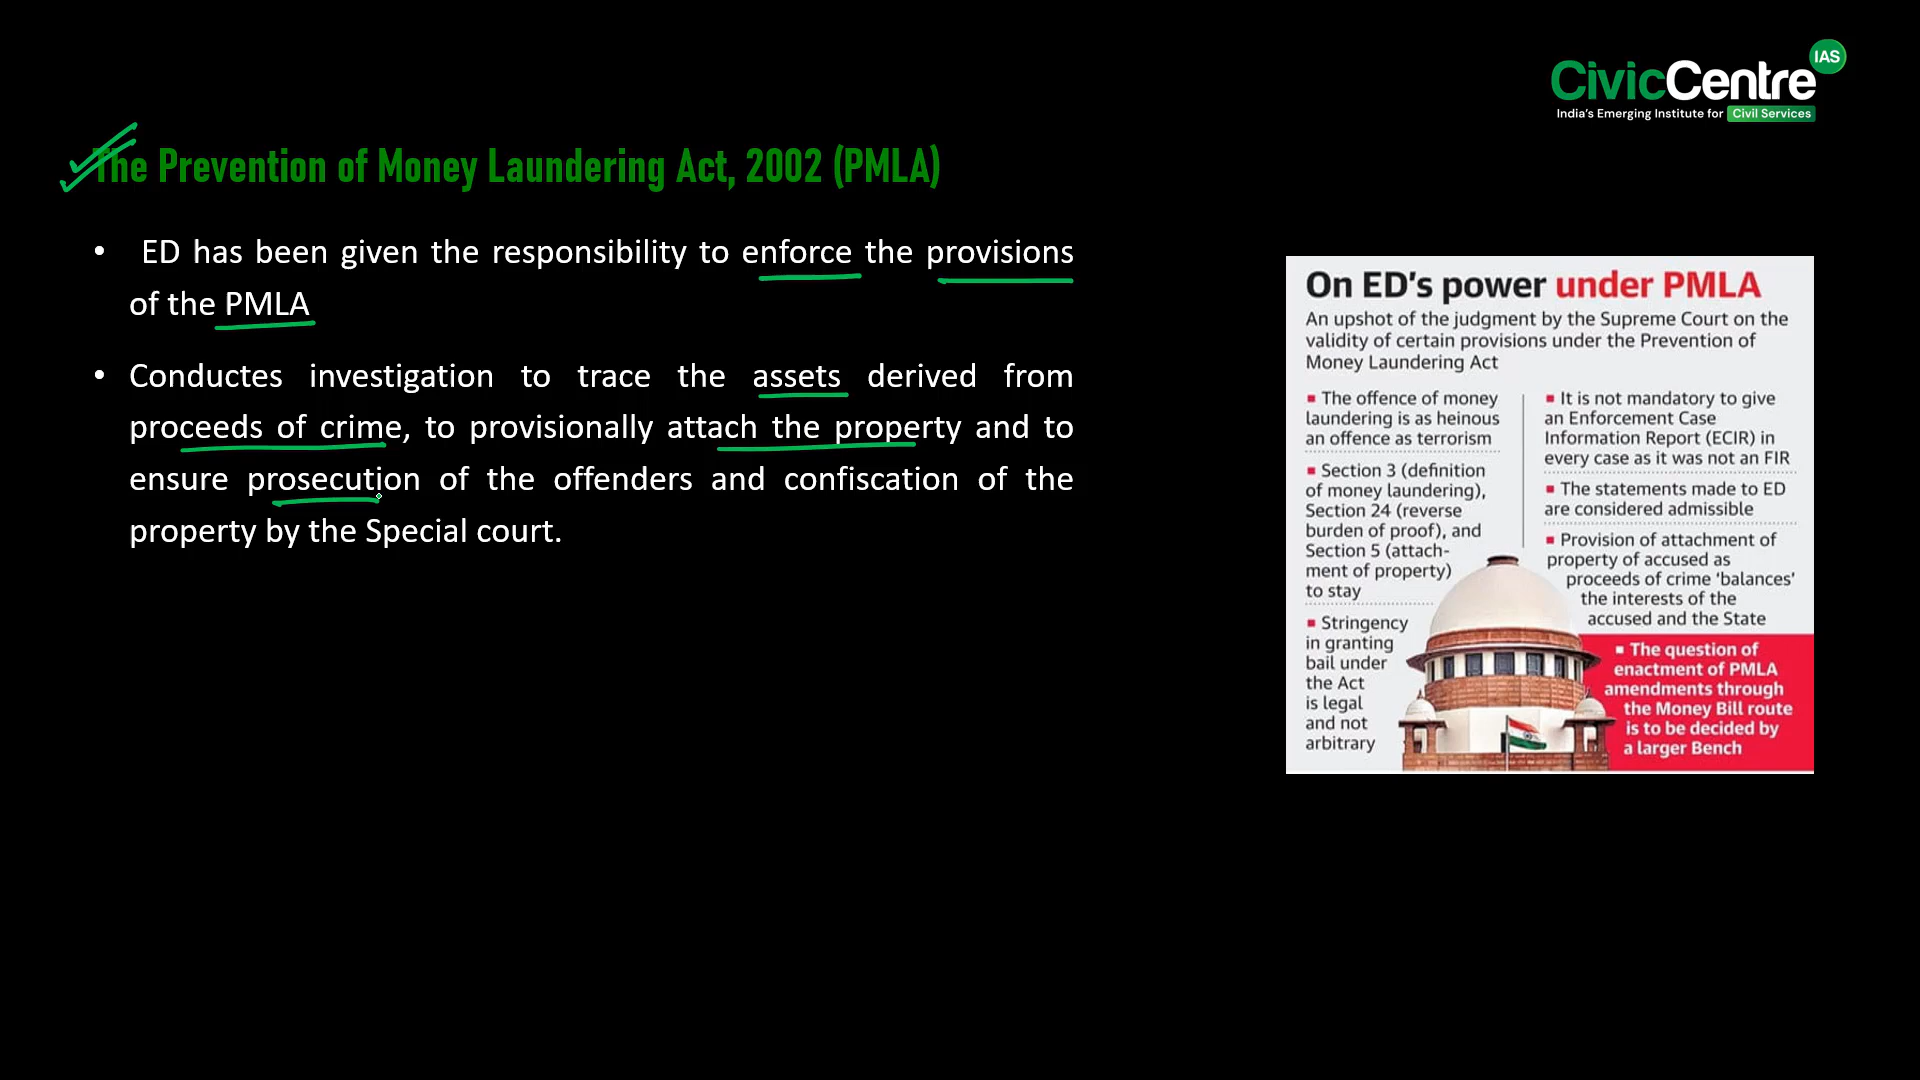 IAS
CivicCentre
India's Emerging Institute for Civil Services
The Prevention of Money Laundering Act, 2002 (PMLA)
• ED has been given the responsibility to enforce the provisions
of the PMLA
• Conductes investigation to trace the assets derived from
proceeds of crime, to provisionally attach the property and to
ensure prosecution of the offenders and confiscation of the
property by the Special court.
On ED's power under PMLA
An upshot of the judgment by the Supreme Court on the
validity of certain provisions under the Prevention of
Money Laundering Act
■ The offence of money
laundering is as heinous
an offence as terrorism
■ Section 3 (definition
of money laundering),
Section 24 (reverse
burden of proof), and
Section 5 (attach-
ment of property)
to stay
■ Stringency
in granting
bail under
the Act
is legal
and not
arbitrary
■ It is not mandatory to give
an Enforcement Case
Information Report (ECIR) in
every case as it was not an FIR
■ The statements made to ED
are considered admissible
■ Provision of attachment of
property of accused as
proceeds of crime 'balances'
the interests of the
accused and the State
■ The question of
enactment of PMLA
amendments through
the Money Bill route
is to be decided by
a larger Bench